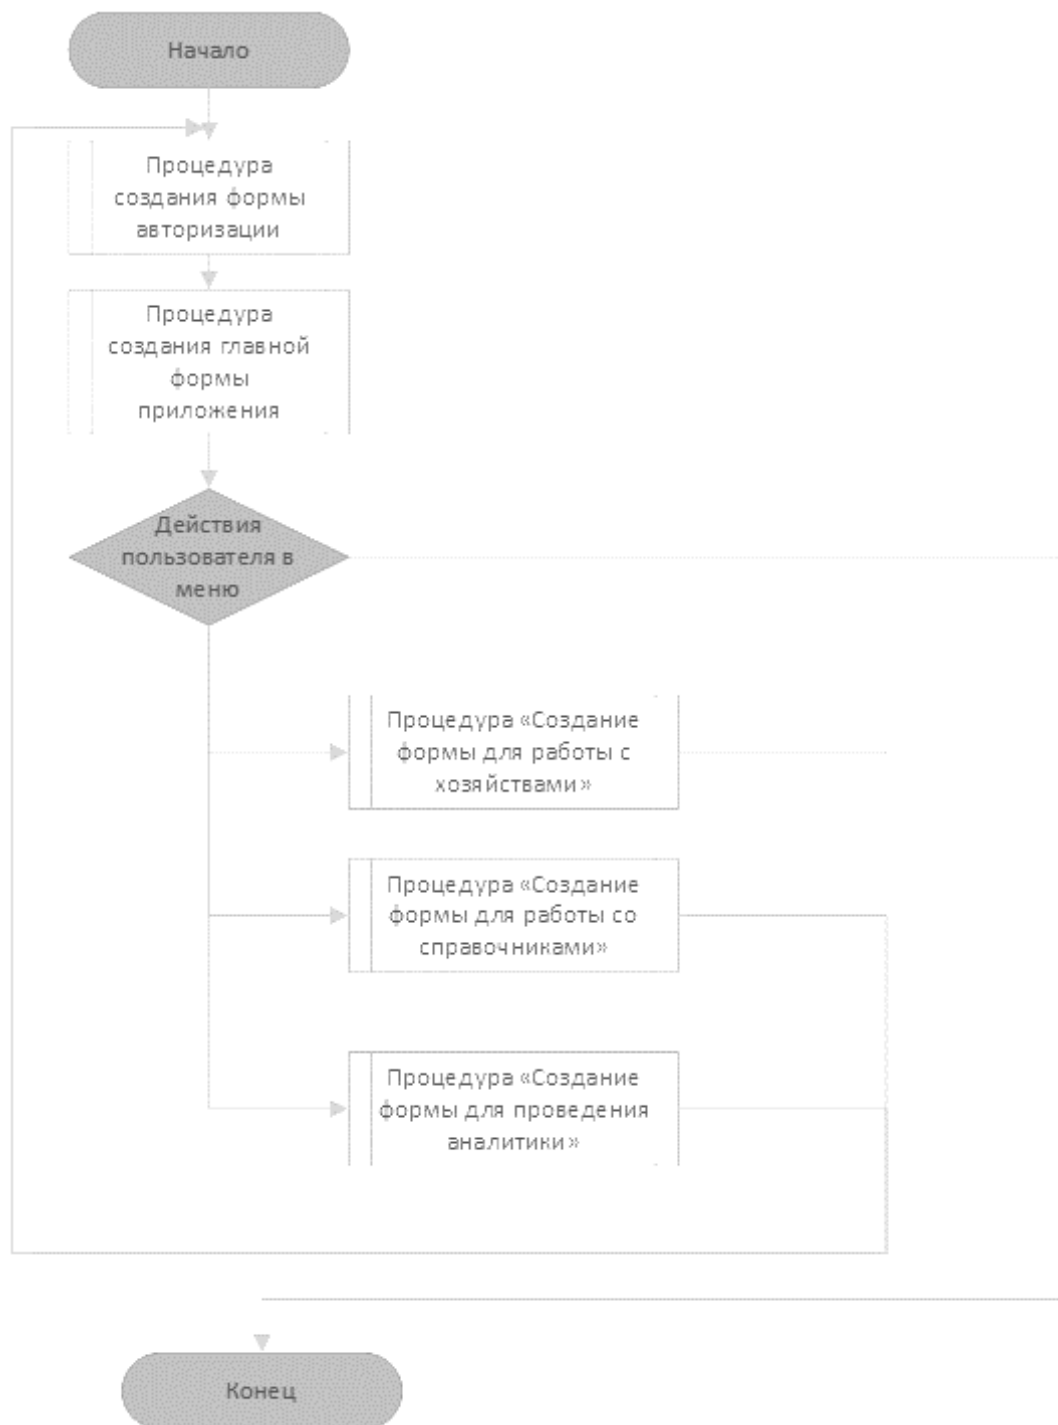 Начало
Процедура
создания формы
авторизации
Процедура
создания главной
формы
приложения
Действия
пользователя в
меню
Процедура «Создание
формы для работы с
хозяйствами»
Процедура «Создание
формы для работы со
справочниками»
Процедура «Создание
формы для проведения
аналитики»
Конец